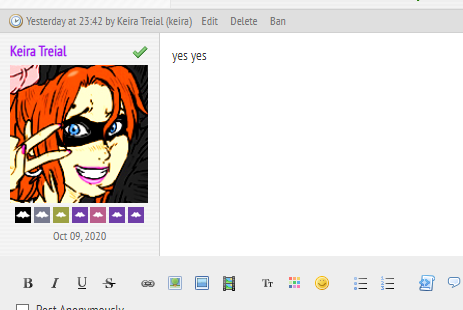 Yesterday at 23:42 by Keira Treial (keira) Edit Delete Ban
Keira Treial
yes yes
Oct 09, 2020
B I U S Tт
Post Anonymously